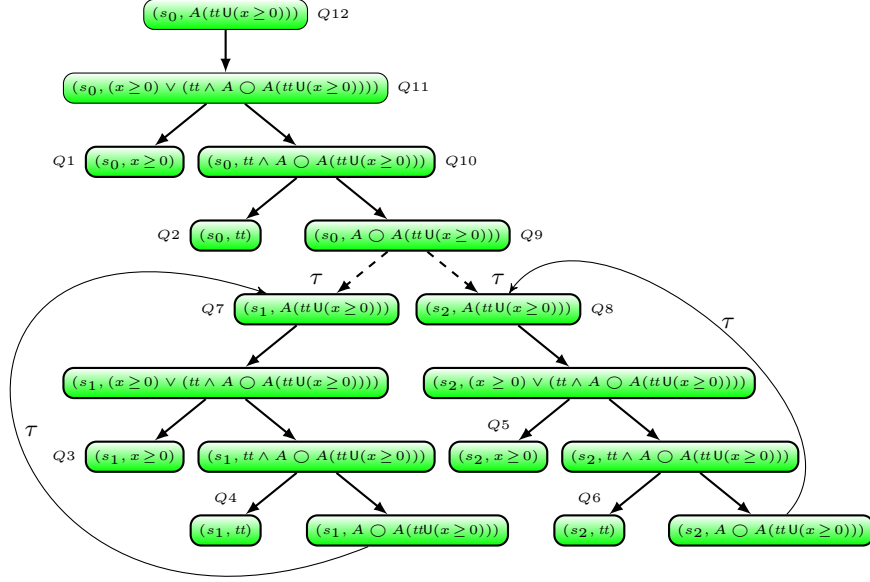 (s₀, A(tt U(x ≥ 0))) Q12
(s₀, (x ≥ 0) ∨ (tt ∧ A ◯ A(tt U(x ≥ 0)))) Q11
Q1 (s₀, x ≥ 0) (s₀, tt ∧ A ◯ A(tt U(x ≥ 0))) Q10
Q2 (s₀, tt) (s₀, A ◯ A(tt U(x ≥ 0))) Q9
τ τ
Q7 (s₁, A(tt U(x ≥ 0))) (s₂, A(tt U(x ≥ 0))) Q8
τ
(s₁, (x ≥ 0) ∨ (tt ∧ A ◯ A(tt U(x ≥ 0)))) (s₂, (x ≥ 0) ∨ (tt ∧ A ◯ A(tt U(x ≥ 0))))
Q5
τ
Q3 (s₁, x ≥ 0) (s₁, tt ∧ A ◯ A(tt U(x ≥ 0))) (s₂, x ≥ 0) (s₂, tt ∧ A ◯ A(tt U(x ≥ 0)))
Q4 Q6
(s₁, tt) (s₁, A ◯ A(tt U(x ≥ 0))) (s₂, tt) (s₂, A ◯ A(tt U(x ≥ 0)))